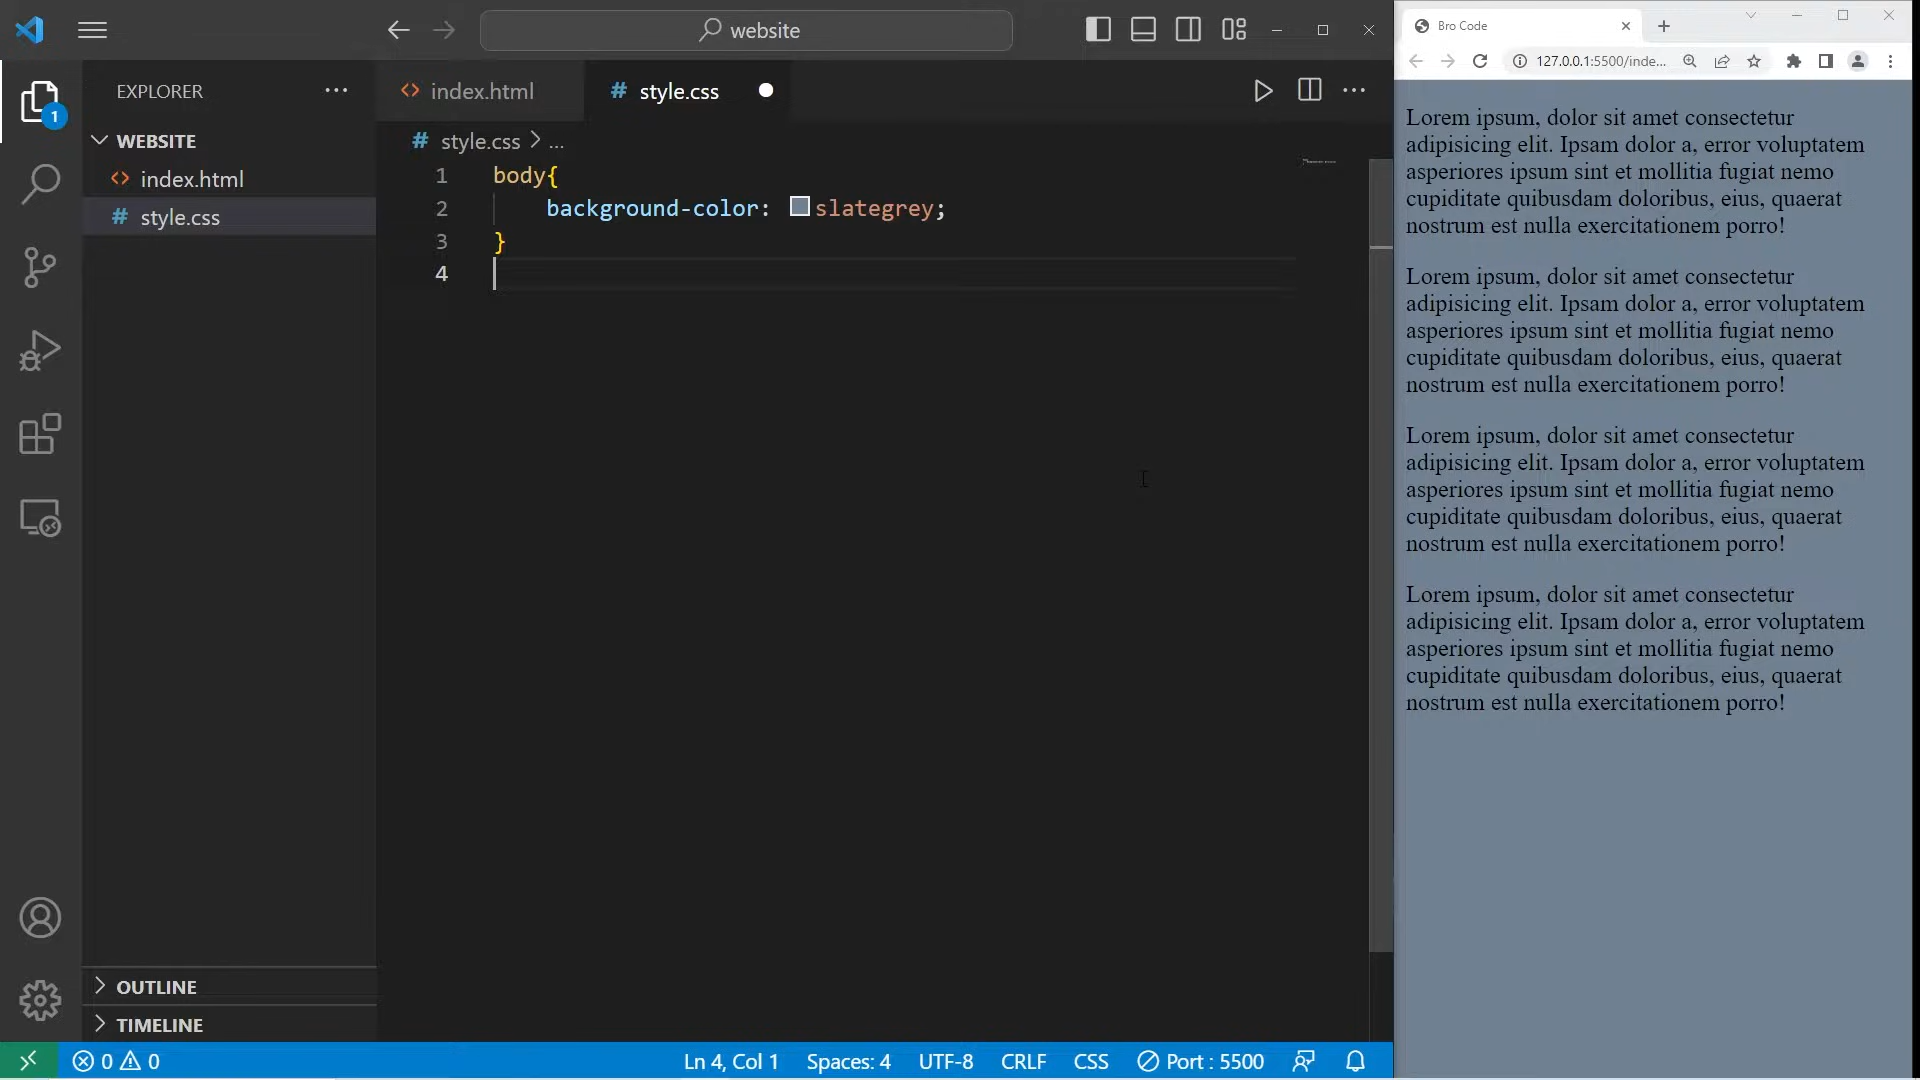 website
EXPLORER
WEBSITE
index.html
style.css
OUTLINE
TIMELINE
1
index.html
# style.css
# style.css > ...
1 body{
2     background-color: slategrey;
3 }
4
0 0
Ln 4, Col 1 Spaces: 4 UTF-8 CRLF CSS Port : 5500
Bro Code
127.0.0.1:5500/inde...
Lorem ipsum, dolor sit amet consectetur
adipisicing elit. Ipsam dolor a, error voluptatem
asperiores ipsum sint et mollitia fugiat nemo
cupiditate quibusdam doloribus, eius, quaerat
nostrum est nulla exercitationem porro!
Lorem ipsum, dolor sit amet consectetur
adipisicing elit. Ipsam dolor a, error voluptatem
asperiores ipsum sint et mollitia fugiat nemo
cupiditate quibusdam doloribus, eius, quaerat
nostrum est nulla exercitationem porro!
Lorem ipsum, dolor sit amet consectetur
adipisicing elit. Ipsam dolor a, error voluptatem
asperiores ipsum sint et mollitia fugiat nemo
cupiditate quibusdam doloribus, eius, quaerat
nostrum est nulla exercitationem porro!
Lorem ipsum, dolor sit amet consectetur
adipisicing elit. Ipsam dolor a, error voluptatem
asperiores ipsum sint et mollitia fugiat nemo
cupiditate quibusdam doloribus, eius, quaerat
nostrum est nulla exercitationem porro!